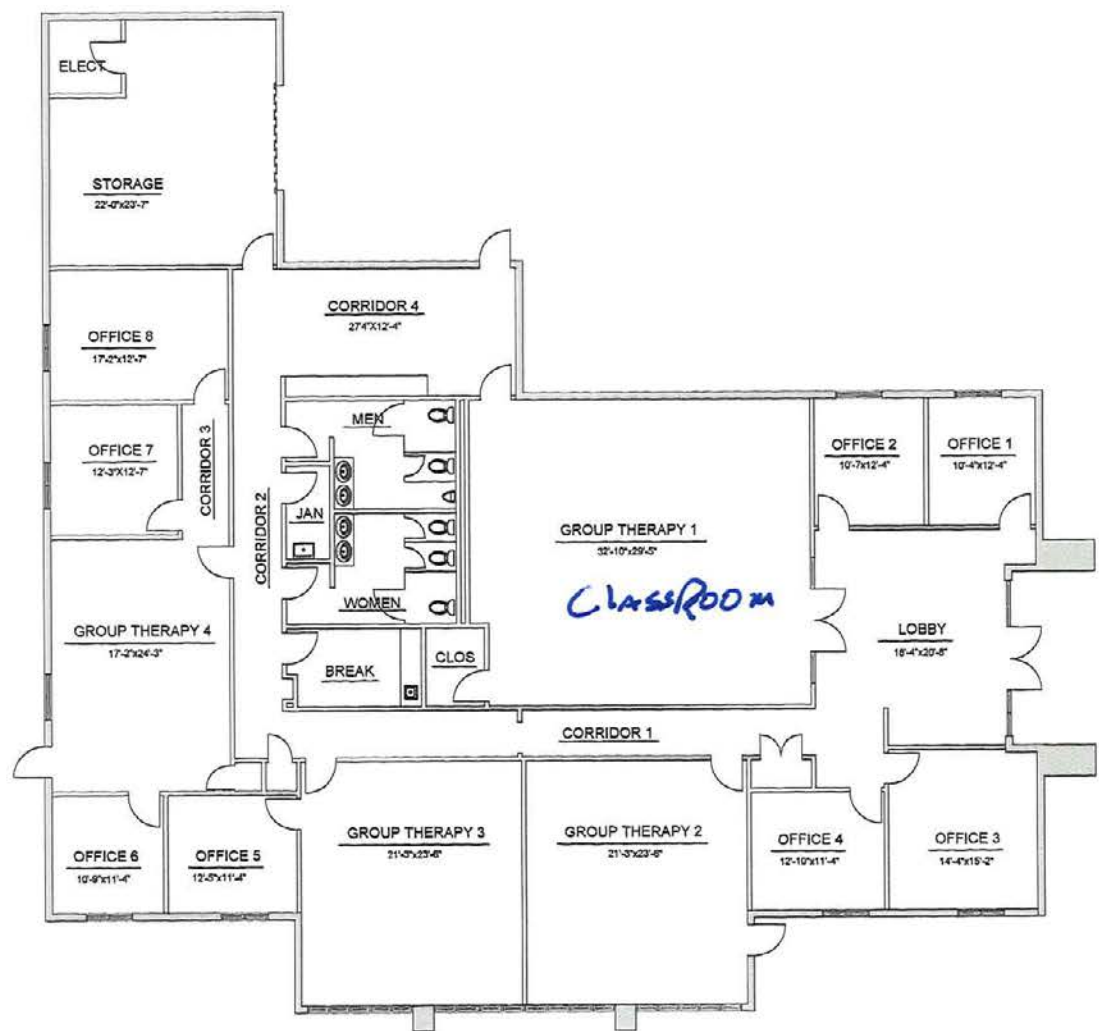 ELECT
STORAGE
22'-0"x23'-7"
CORRIDOR 4
27'4"X12'-4"
OFFICE 8
17'-2"x12'-7"
MEN
OFFICE 7
12'-3"X12'-7"
CORRIDOR 3
OFFICE 2
10'-7"x12'-4"
OFFICE 1
10'-4"x12'-4"
CORRIDOR 2
JAN
GROUP THERAPY 1
32'-10"x29'-5"
ClassRoom
WOMEN
GROUP THERAPY 4
17'-2"x24'-3"
LOBBY
18'-4"x20'-8"
BREAK
CLOS
CORRIDOR 1
GROUP THERAPY 3
21'-3"x23'-6"
GROUP THERAPY 2
21'-3"x23'-6"
OFFICE 6
10'-9"x11'-4"
OFFICE 5
12'-5"x11'-4"
OFFICE 4
12'-10"x11'-4"
OFFICE 3
14'-4"x15'-2"